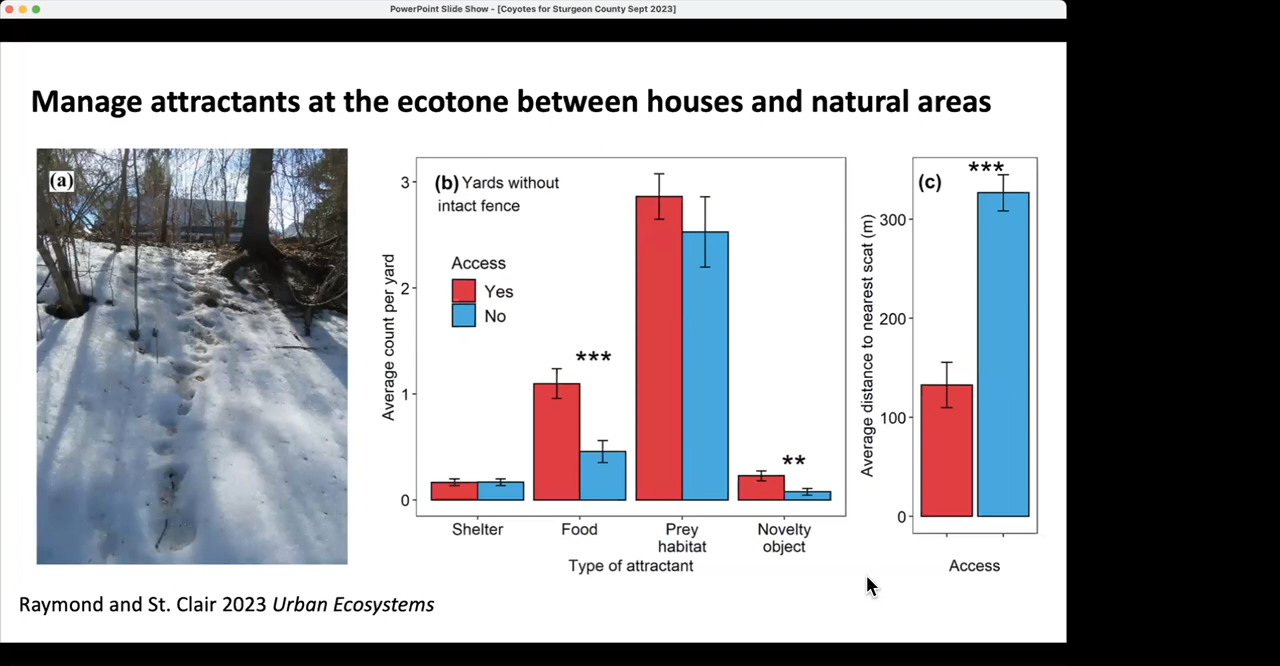 PowerPoint Slide Show - [Coyotes for Sturgeon County Sept 2023]
Manage attractants at the ecotone between houses and natural areas
(a)
(b) Yards without
intact fence
Access
Yes
No
Average count per yard
3
2
1
0
***
**
Shelter
Food
Prey
habitat
Novelty
object
Type of attractant
(c)
***
Average distance to nearest scat (m)
300
200
100
0
Access
Raymond and St. Clair 2023 Urban Ecosystems